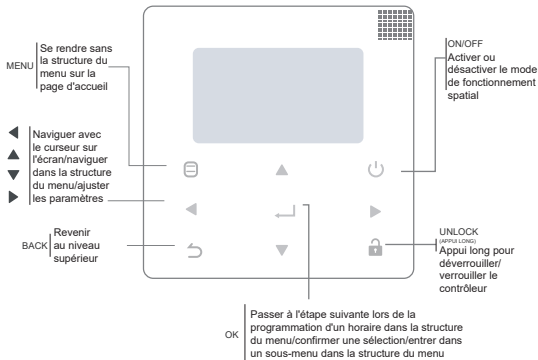 MENU
Se rendre sans
la structure du
menu sur la
page d'accueil
ON/OFF
Activer ou
désactiver le mode
de fonctionnement
spatial
Naviguer avec
le curseur sur
l'écran/naviguer
dans la structure
du menu/ajuster
les paramètres
BACK
Revenir
au niveau
supérieur
UNLOCK
(APPUI LONG)
Appui long pour
déverrouiller/
verrouiller le
contrôleur
OK
Passer à l'étape suivante lors de la
programmation d'un horaire dans la structure
du menu/confirmer une sélection/entrer dans
un sous-menu dans la structure du menu